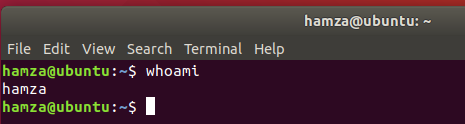 hamza@ubuntu: ~
File Edit View Search Terminal Help
hamza@ubuntu:~$ whoami
hamza
hamza@ubuntu:~$